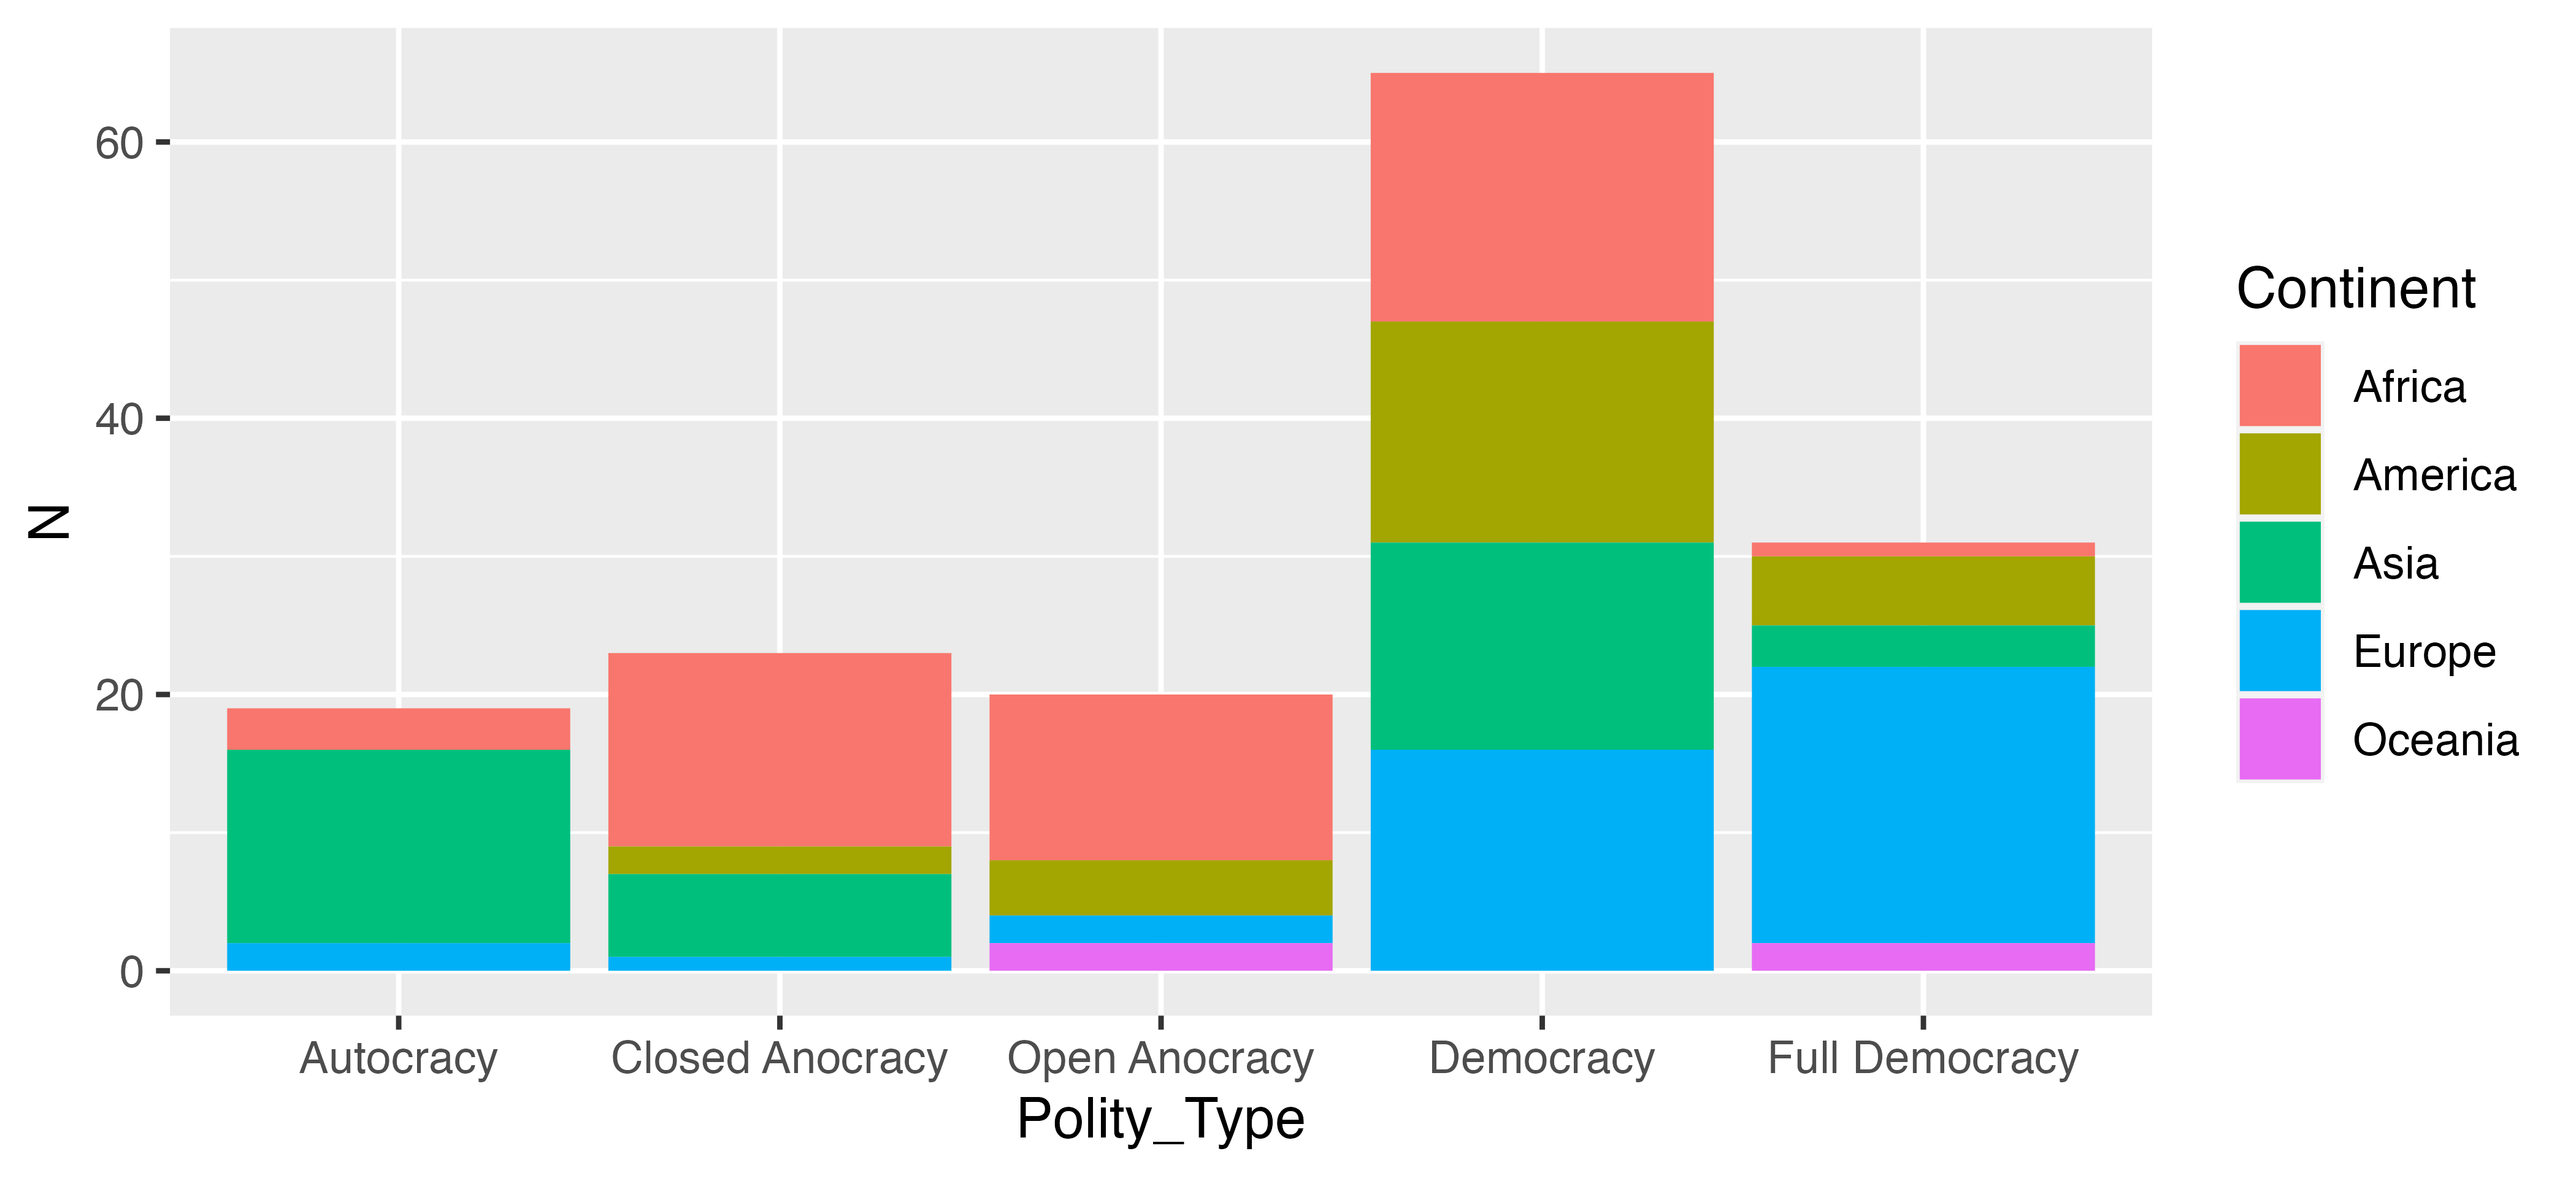 60
40
20
0
N
Autocracy Closed Anocracy Open Anocracy Democracy Full Democracy
Polity_Type
Continent
Africa
America
Asia
Europe
Oceania